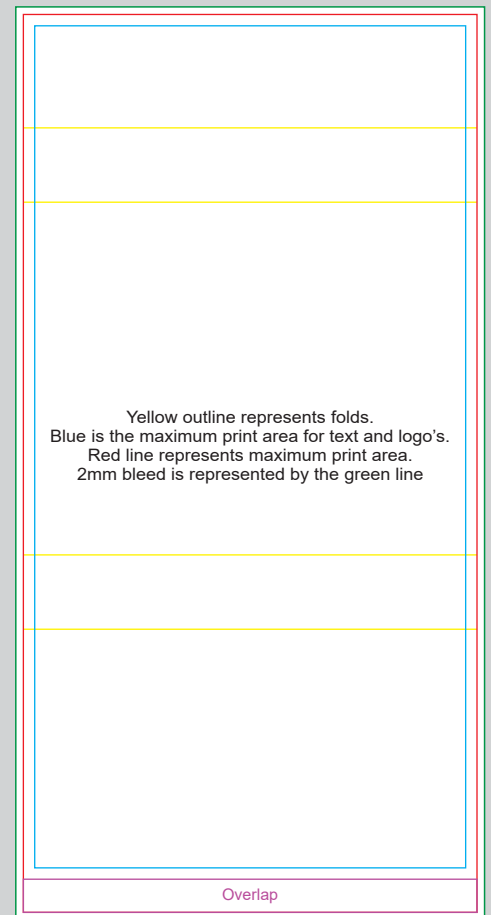 Yellow outline represents folds.
Blue is the maximum print area for text and logo’s.
Red line represents maximum print area.
2mm bleed is represented by the green line
Overlap